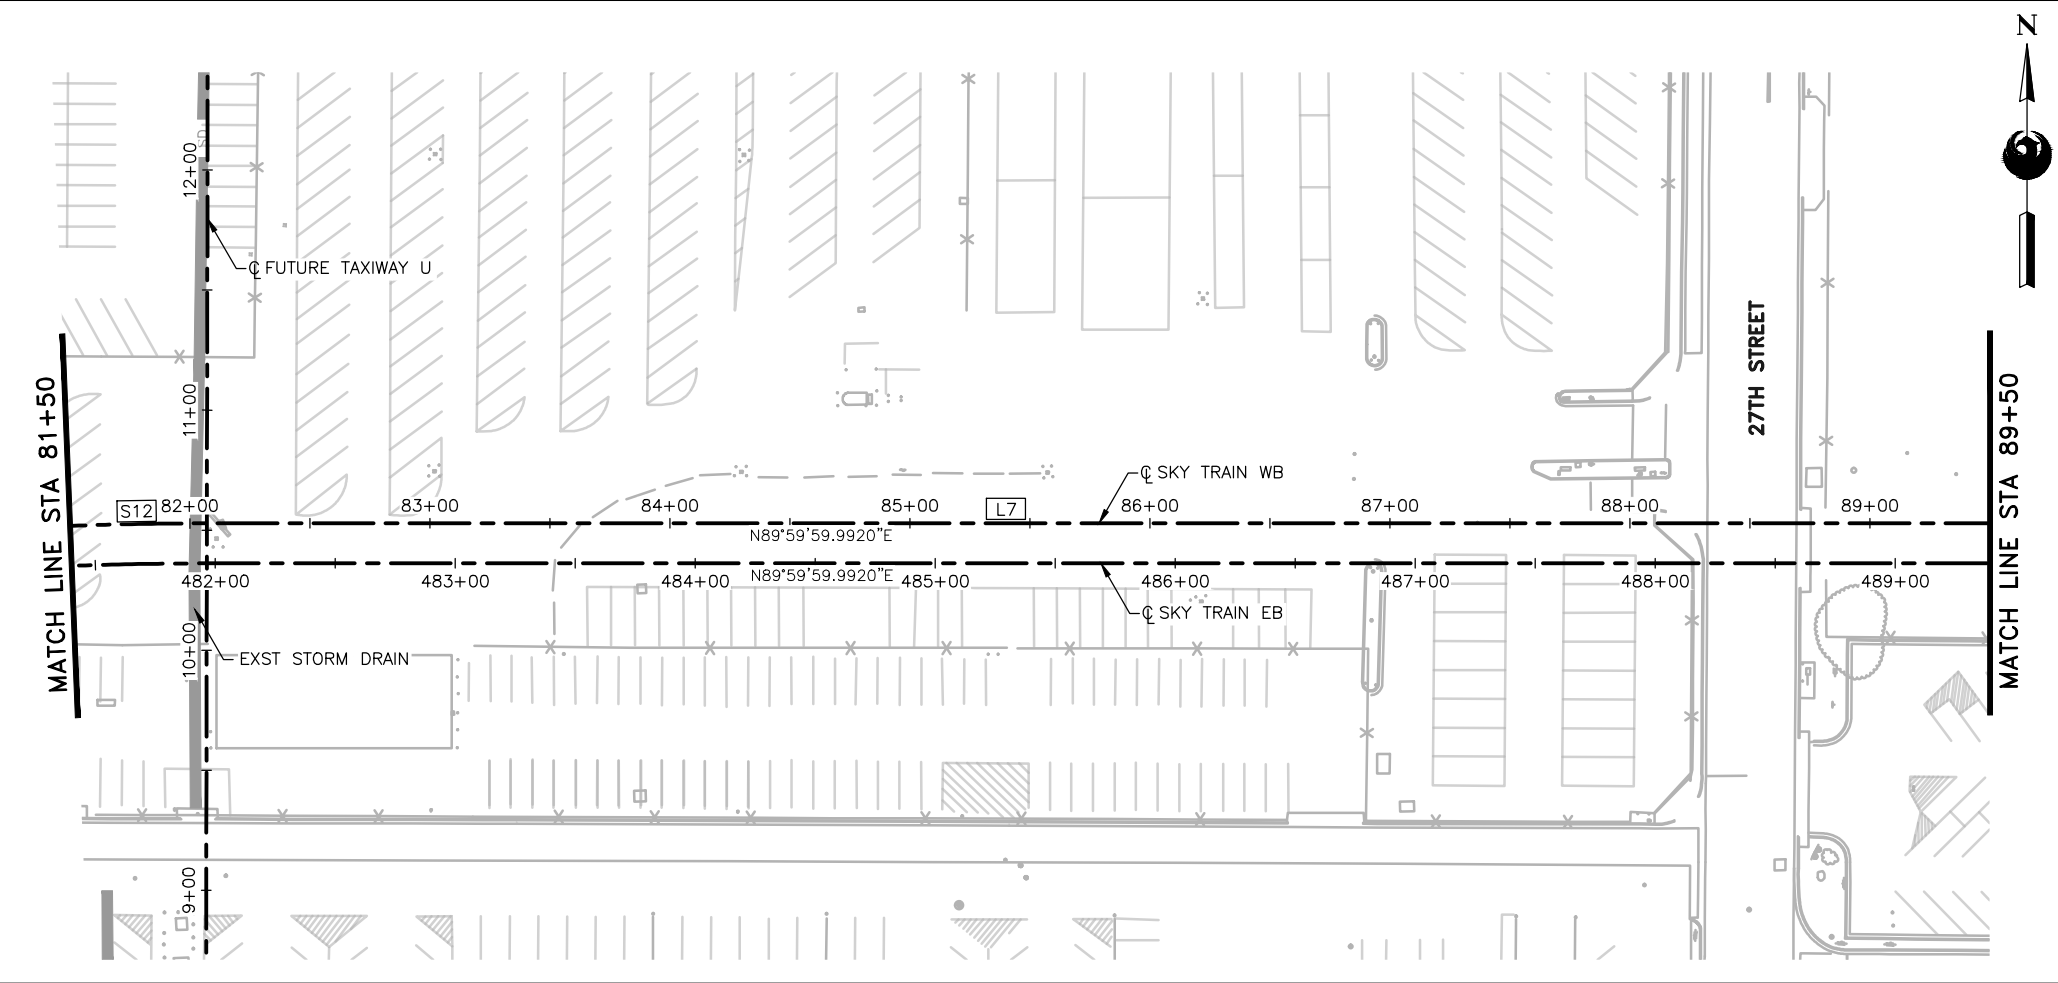 N
SD
12+00
℄ FUTURE TAXIWAY U
27TH STREET
MATCH LINE STA 81+50
11+00
MATCH LINE STA 89+50
℄ SKY TRAIN WB
S12
82+00
83+00
84+00
85+00
L7
86+00
87+00
88+00
89+00
N89°59'59.9920"E
N89°59'59.9920"E
482+00
483+00
484+00
485+00
486+00
487+00
488+00
489+00
℄ SKY TRAIN EB
10+00
EXST STORM DRAIN
9+00